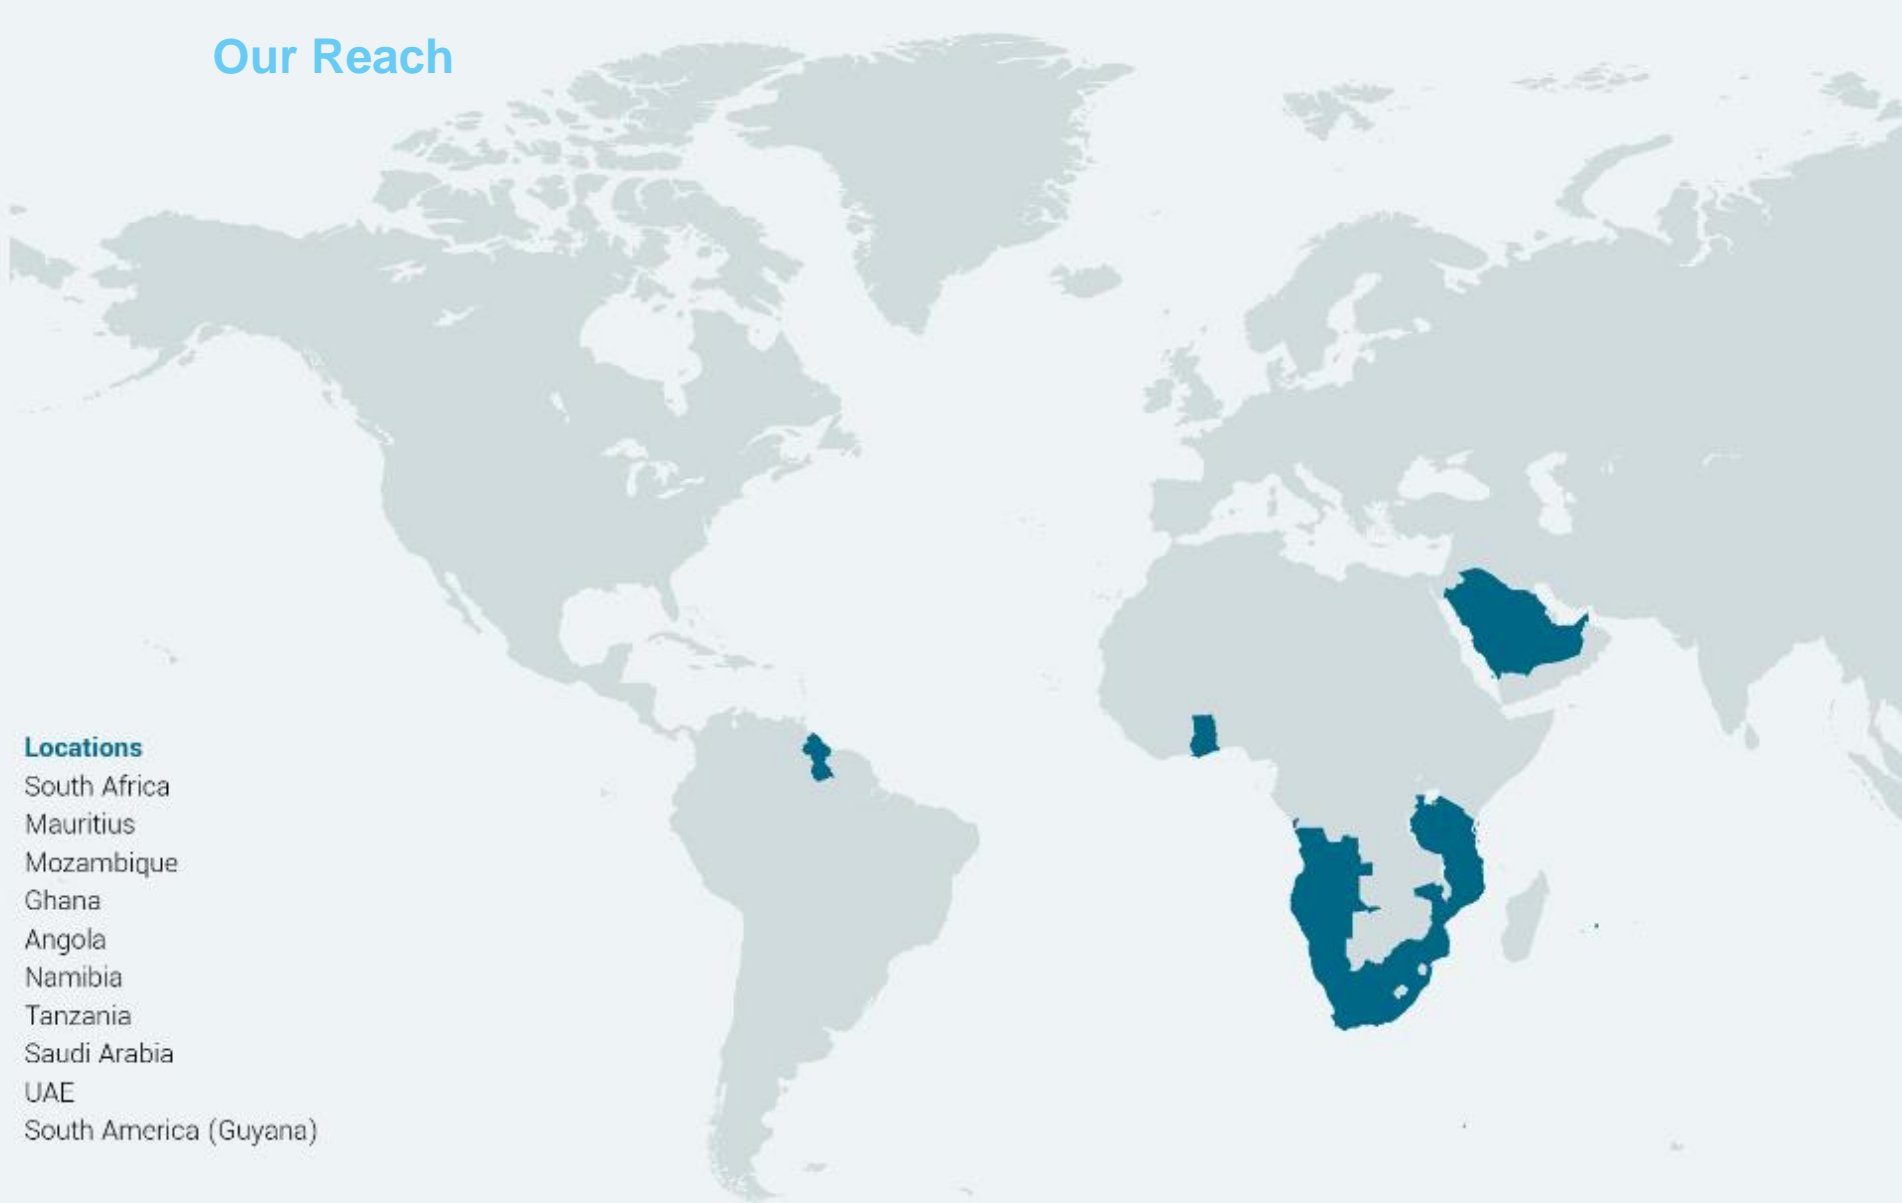 Our Reach
Locations
South Africa
Mauritius
Mozambique
Ghana
Angola
Namibia
Tanzania
Saudi Arabia
UAE
South America (Guyana)